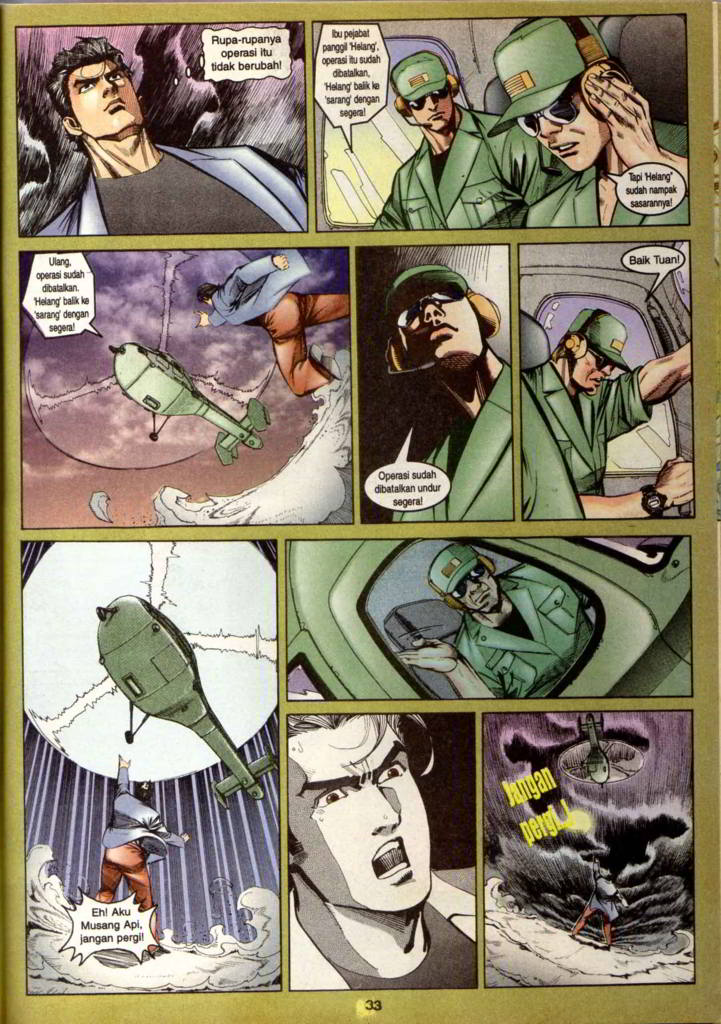 Rupa-rupanya
operasi itu
tidak berubah!
Ibu pejabat
panggil 'Helang',
operasi itu sudah
dibatalkan,
'Helang' balik ke
'sarang' dengan
segera!
Tapi 'Helang"
sudah nampak
sasarannya!
Ulang,
operasi sudah
dibatalkan.
'Helang' balik ke
'sarang' dengan
segera!
Operasi sudah
dibatalkan undur
segera!
Baik Tuan!
Eh! Aku
Musang Api,
jangan pergi!
Jangan
pergi..!
33